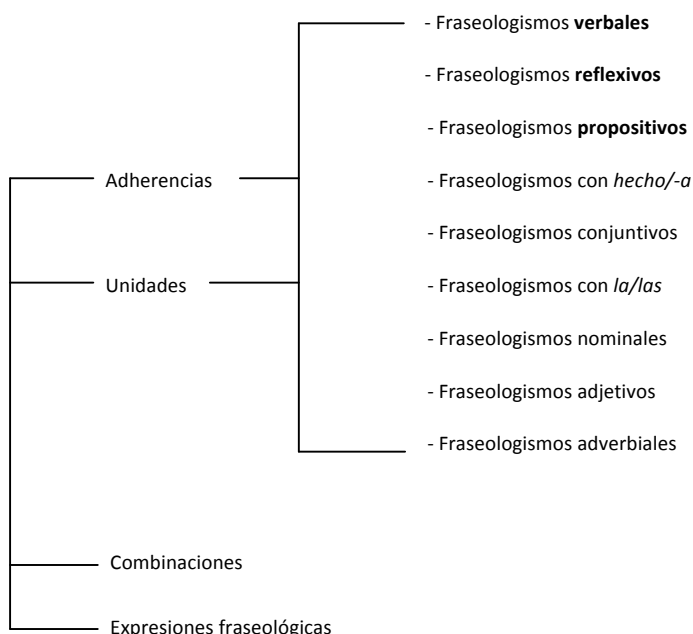 - Fraseologismos verbales
- Fraseologismos reflexivos
- Fraseologismos propositivos
Adherencias
- Fraseologismos con hecho/-a
- Fraseologismos conjuntivos
Unidades
- Fraseologismos con la/las
- Fraseologismos nominales
- Fraseologismos adjetivos
- Fraseologismos adverbiales
Combinaciones
Expresiones fraseológicas